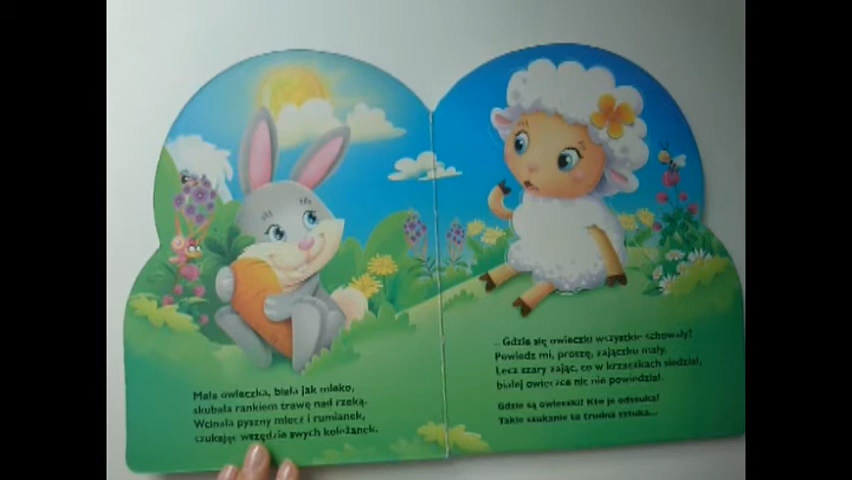 Mała owieczka, biała jak mleko,
skubała rankiem trawę nad rzeką.
Wcinała pyszny mlecz i rumianek,
szukając wszędzie swych koleżanek.
... Gdzie się owieczki wszystkie schowały?
Powiedz mi, proszę, zajączku mały.
Lecz szary zając, co w krzaczkach siedział,
białej owieczce nic nie powiedział.
Gdzie są owieczki? Kto je odszuka?
Takie szukanie to trudna sztuka...